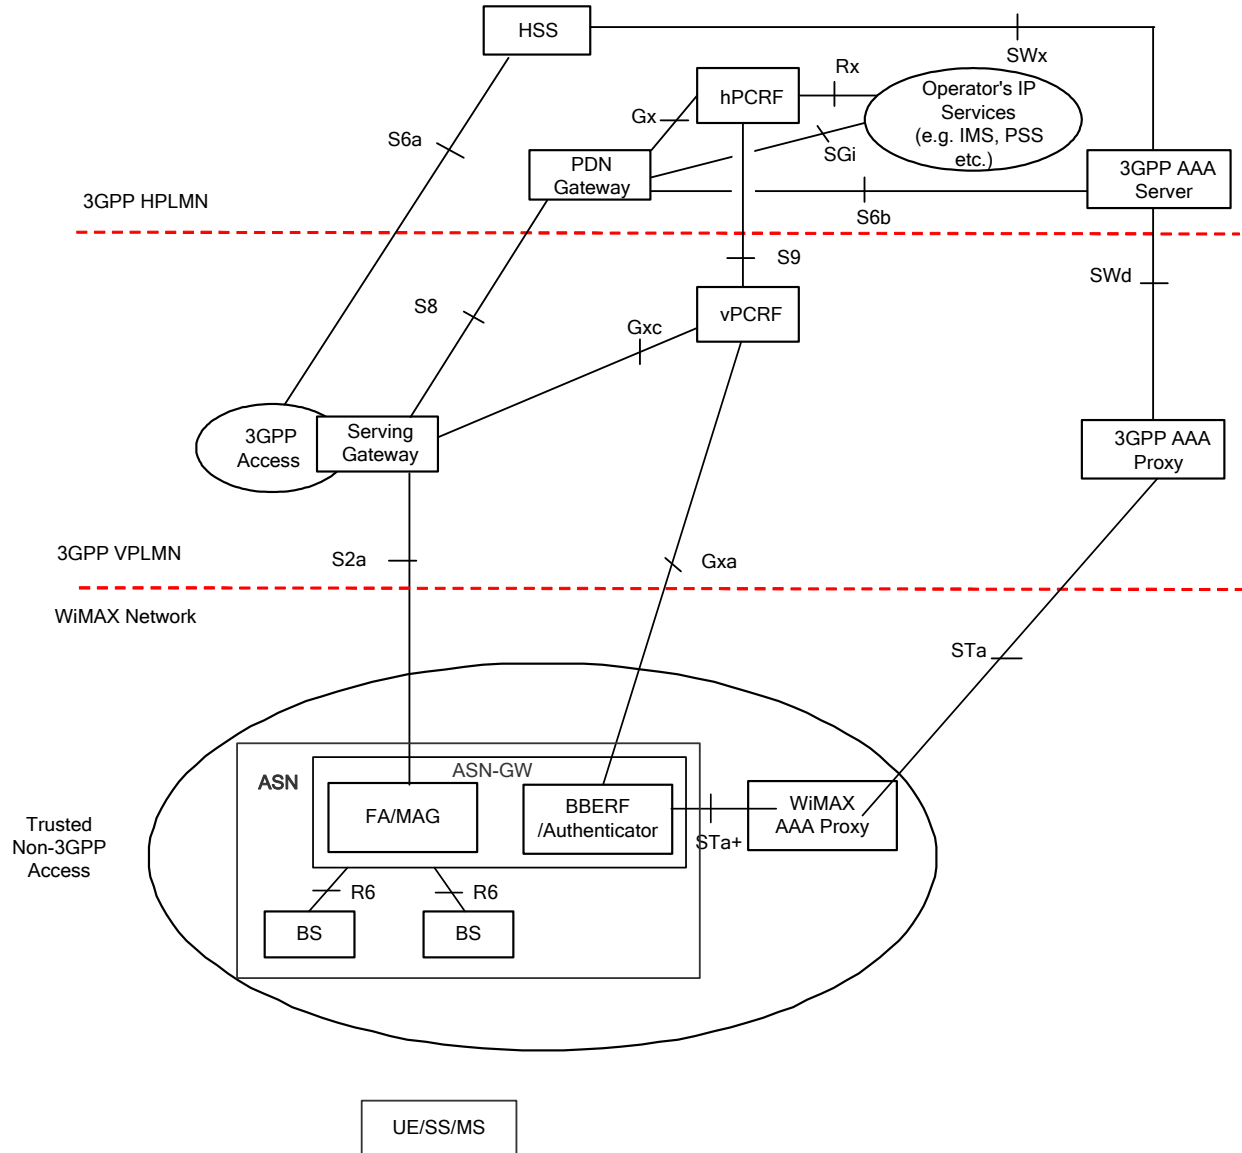 HSS
SWx
Rx
hPCRF
Operator's IP
Services
(e.g. IMS, PSS
etc.)
Gx
S6a
SGi
PDN
Gateway
3GPP AAA
Server
3GPP HPLMN
S6b
S9
SWd
S8
vPCRF
Gxc
3GPP
Access
Serving
Gateway
3GPP AAA
Proxy
3GPP VPLMN
S2a
Gxa
WiMAX Network
STa
ASN
ASN-GW
FA/MAG
BBERF
/Authenticator
WiMAX
AAA Proxy
STa+
Trusted
Non-3GPP
Access
R6
R6
BS
BS
UE/SS/MS